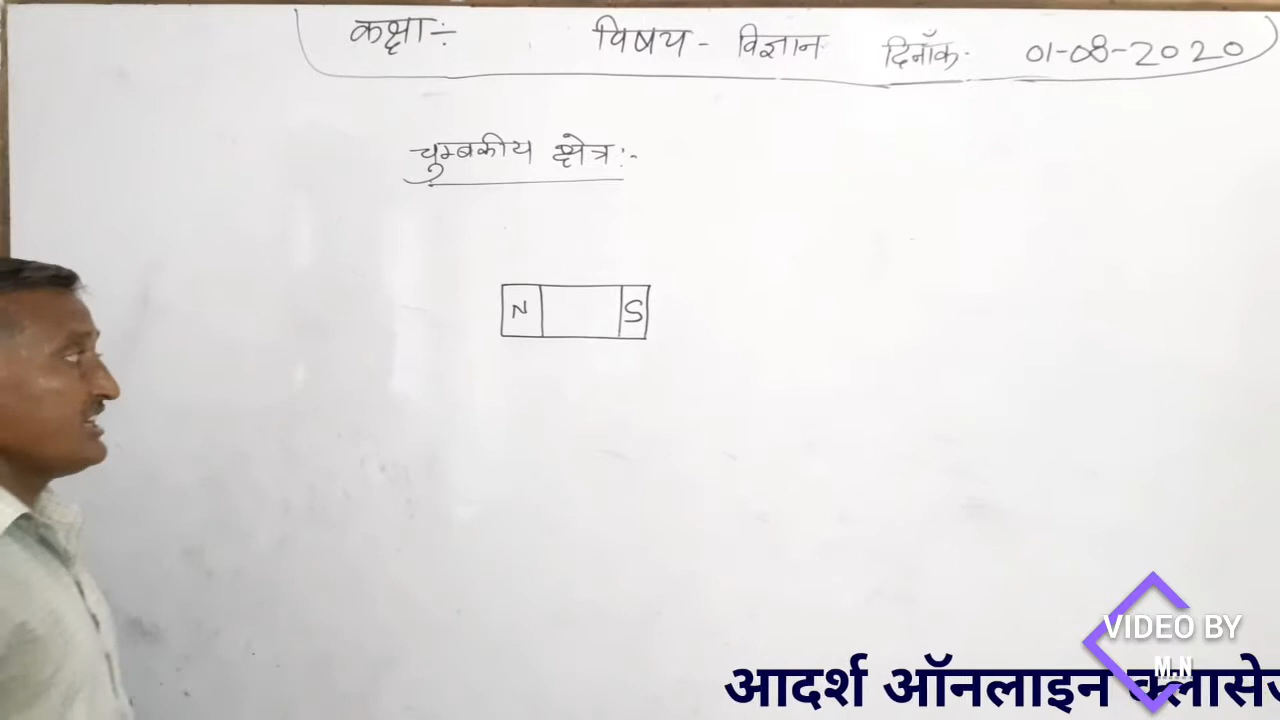 कक्षाः- विषय - विज्ञान दिनाँक- 01-08-2020
चुम्बकीय क्षेत्र:-
N S
VIDEO BY
M.N
आदर्श ऑनलाइन क्लासेज